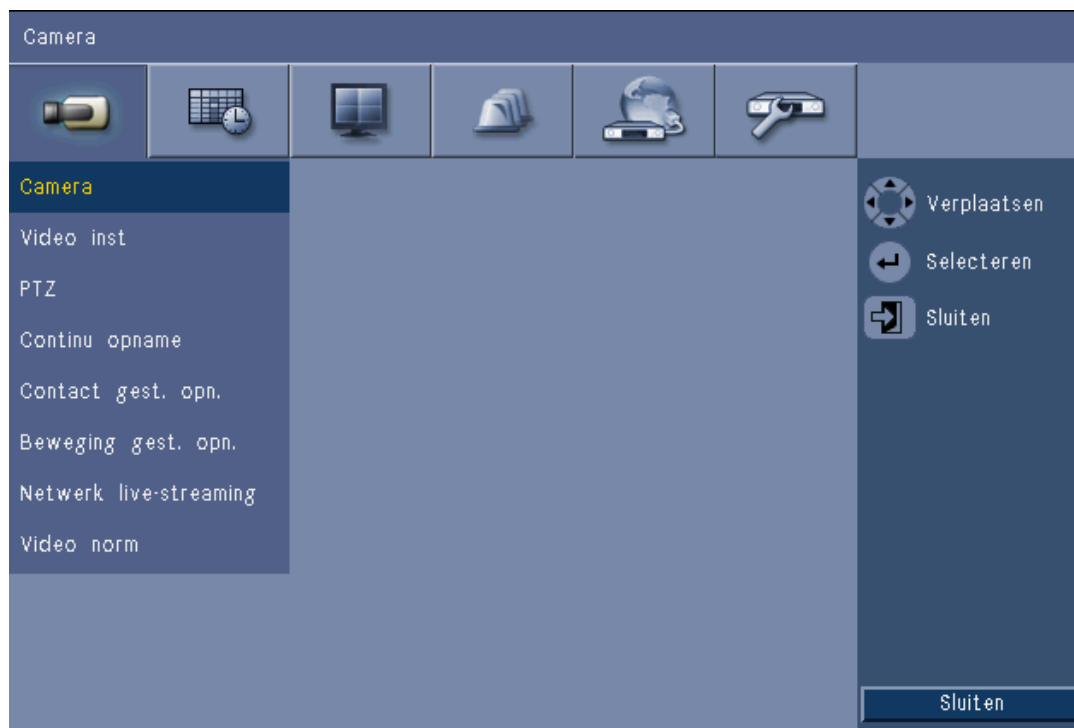 Camera
Camera
Video inst
PTZ
Continu opname
Contact gest. opn.
Beweging gest. opn.
Netwerk live-streaming
Video norm
Verplaatsen
Selecteren
Sluiten
Sluiten